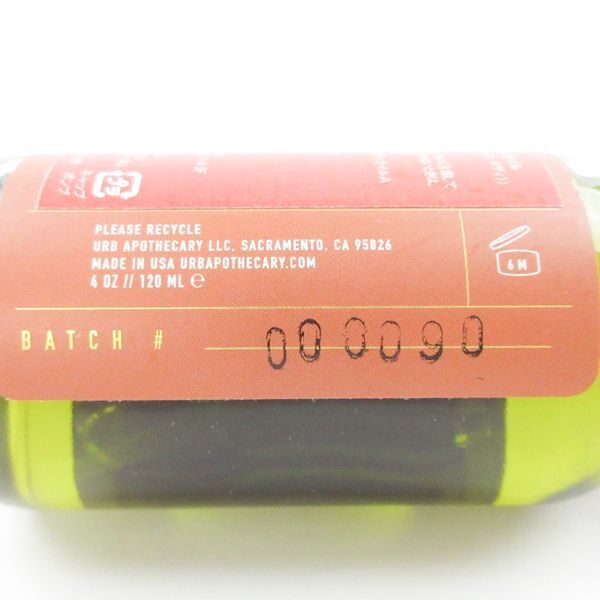 PLEASE RECYCLE
URB APOTHECARY LLC, SACRAMENTO, CA 95826
MADE IN USA URBAPOTHECARY.COM
4 OZ // 120 ML ℮
6 M
BATCH # 000090